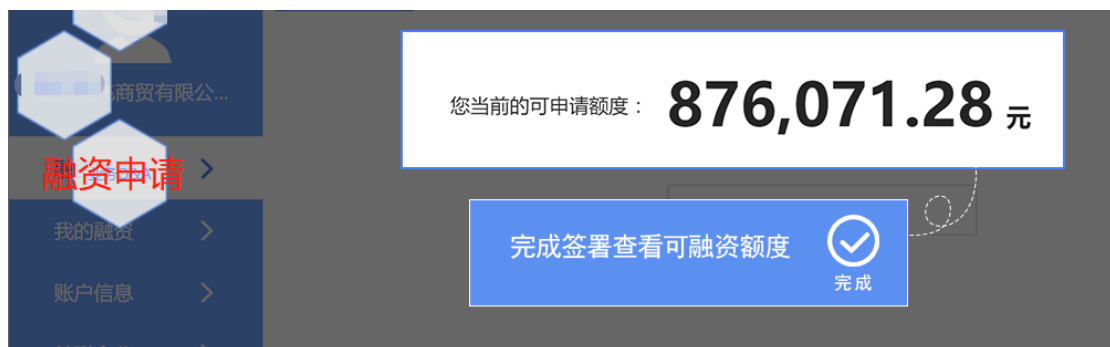 商贸有限公...
您当前的可申请额度：
876,071.28 元
融资申请
完成签署查看可融资额度
完成
我的融资
账户信息